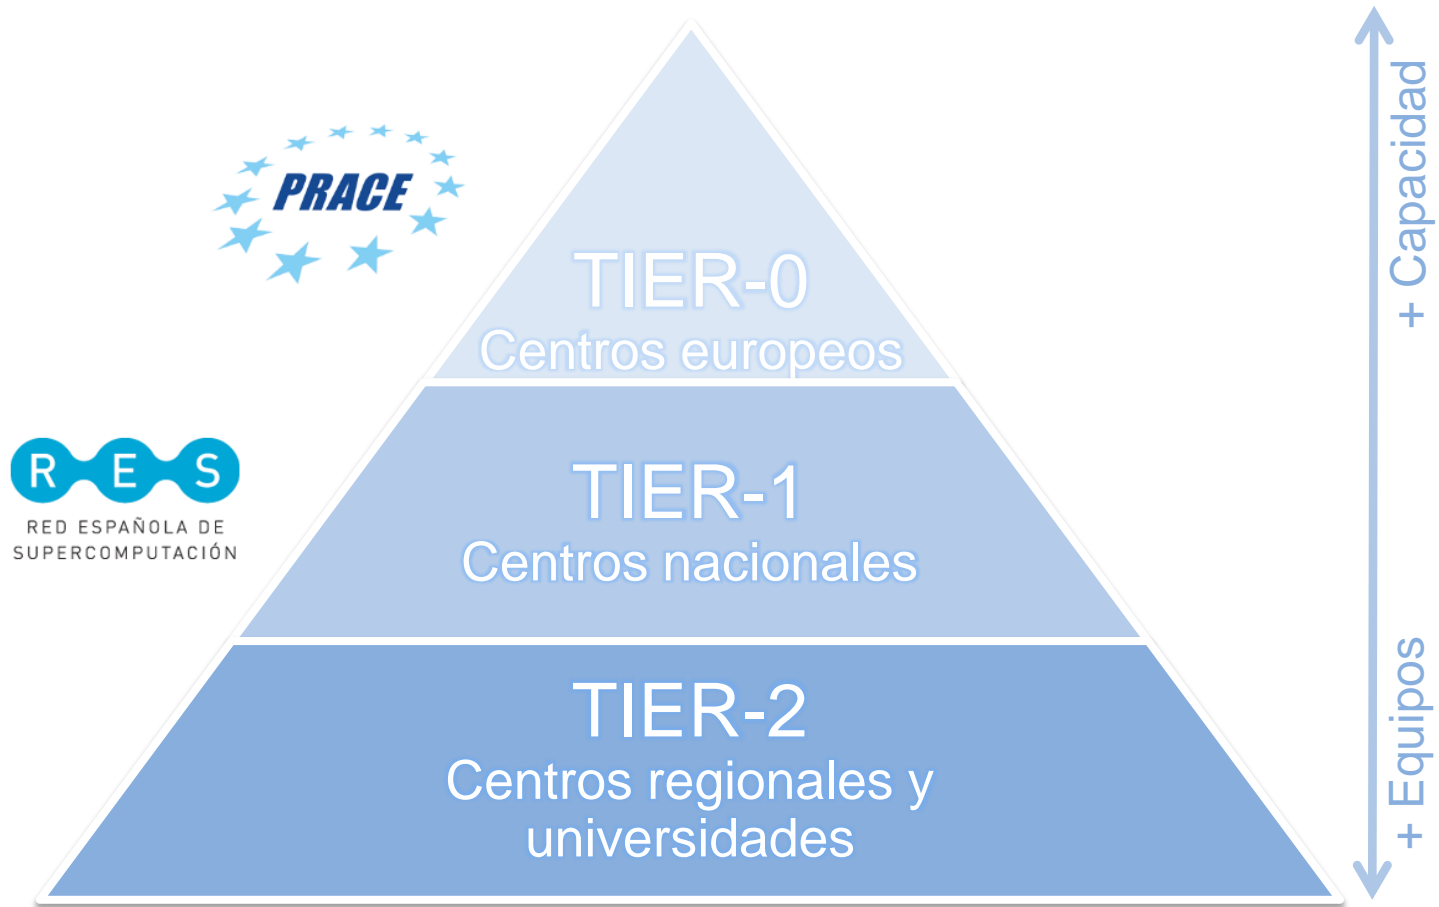 PRACE
TIER-0
Centros europeos
R E S
RED ESPAÑOLA DE
SUPERCOMPUTACIÓN
TIER-1
Centros nacionales
TIER-2
Centros regionales y
universidades
+ Capacidad
+ Equipos